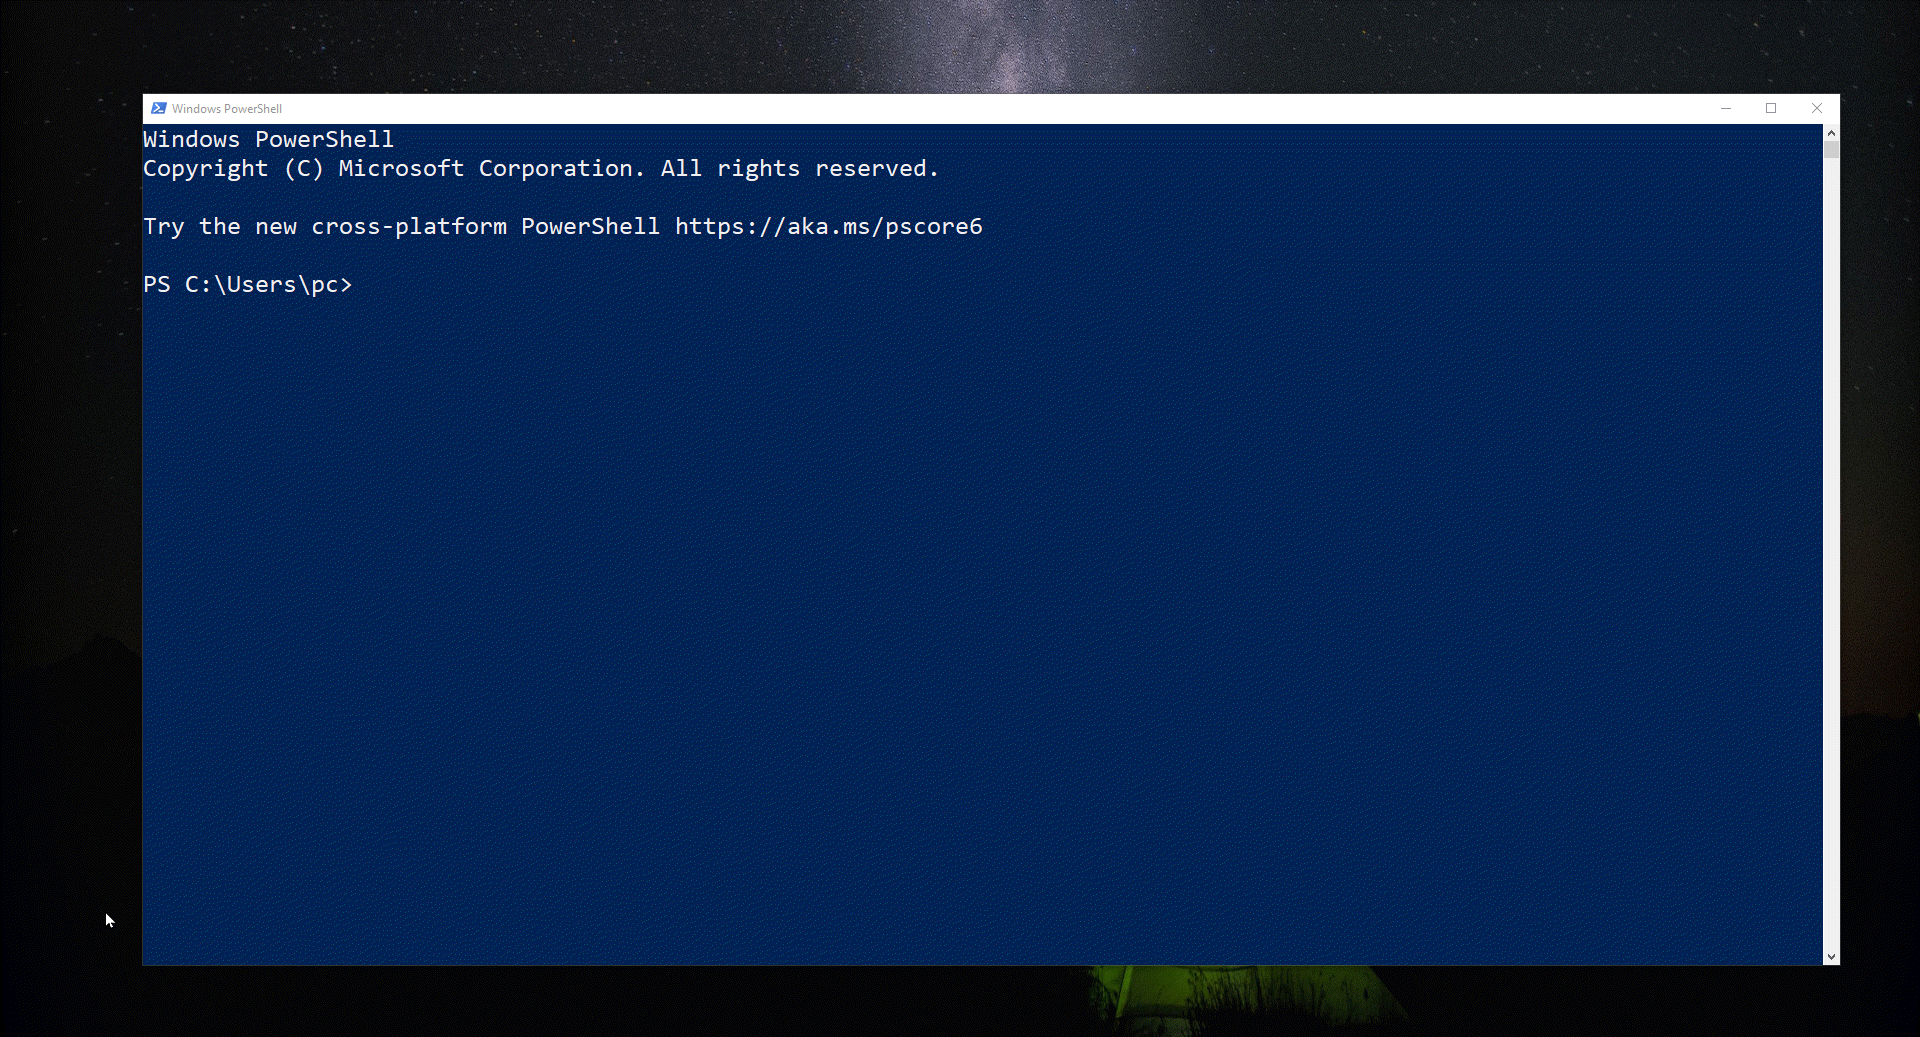 Windows PowerShell
Windows PowerShell
Copyright (C) Microsoft Corporation. All rights reserved.
Try the new cross-platform PowerShell https://aka.ms/pscore6
PS C:\Users\pc>